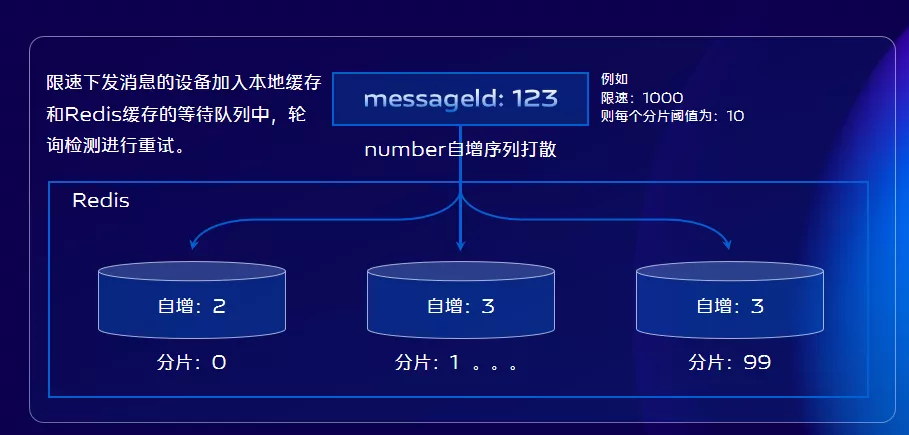 限速下发消息的设备加入本地缓存
和Redis缓存的等待队列中，轮
询检测进行重试。
messageId: 123
例如
限速：1000
则每个分片阈值为：10
number自增序列打散
Redis
自增：2
自增：3
自增：3
分片：0
分片：1 。。。
分片：99